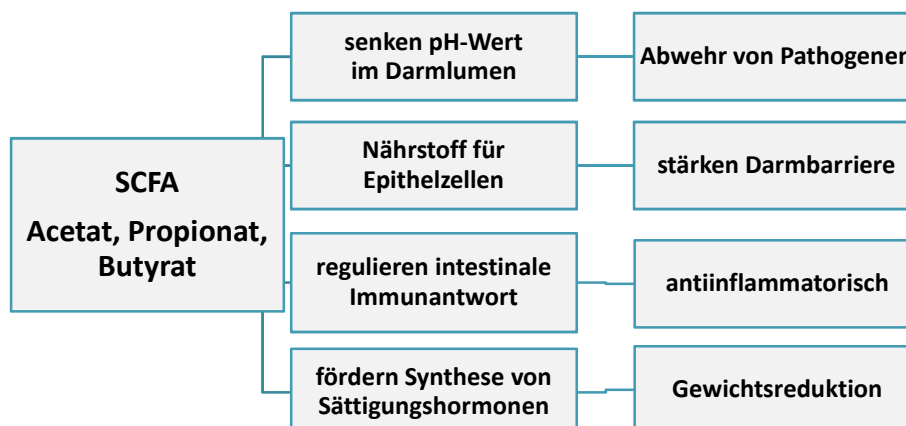 SCFA
Acetat, Propionat,
Butyrat
senken pH-Wert
im Darmlumen
Abwehr von Pathogenen
Nährstoff für
Epithelzellen
stärken Darmbarriere
regulieren intestinale
Immunantwort
antiinflammatorisch
fördern Synthese von
Sättigungshormonen
Gewichtsreduktion